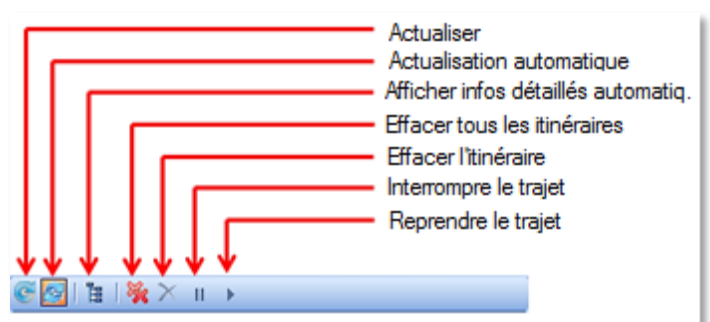 Actualiser
Actualisation automatique
Afficher infos détaillés automatiq.
Effacer tous les itinéraires
Effacer l'itinéraire
Interrompre le trajet
Reprendre le trajet